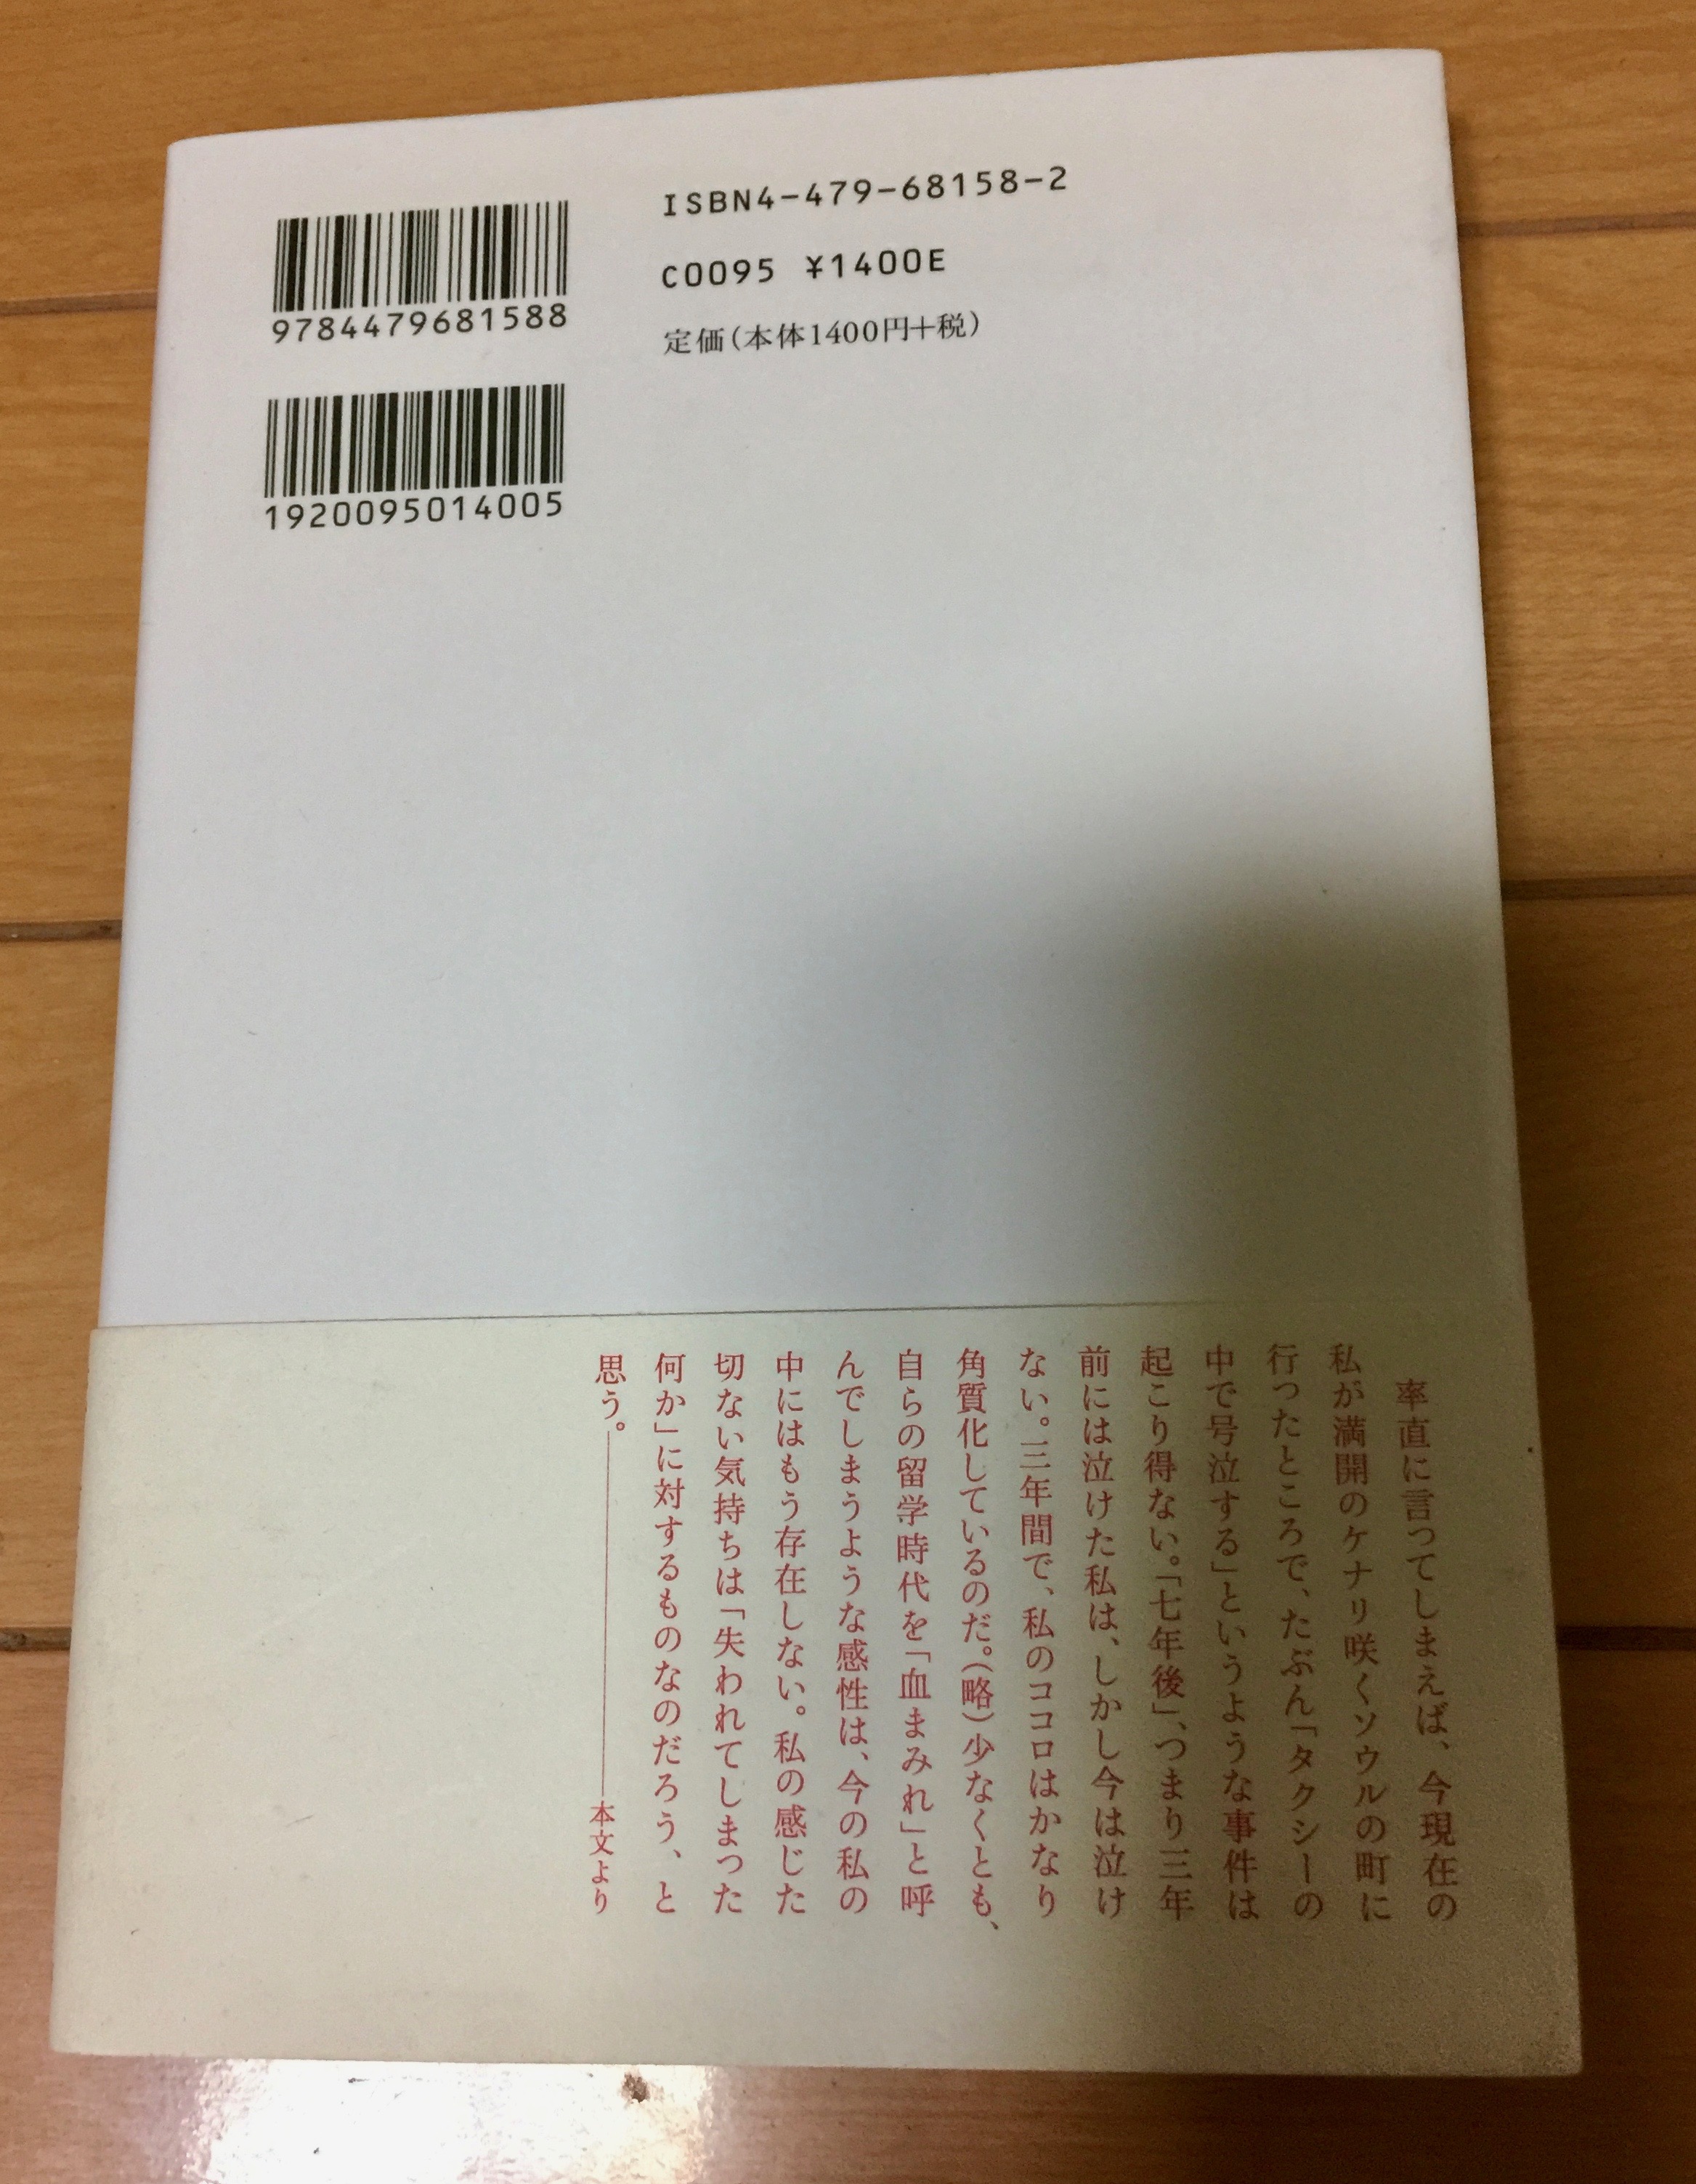 ISBN4-479-68158-2
C0095 ¥1400E
定価(本体1400円+税)
9784479681588
1920095014005
率直に言ってしまえば、今現在の
私が満開のケナリ咲くソウルの町に
行ったところで、たぶん「タクシーの
中で号泣する」というような事件は
起こり得ない。「七年後」、つまり三年
前には泣けた私は、しかし今は泣け
ない。三年間で、私のココロはかなり
角質化しているのだ。(略)少なくとも、
自らの留学時代を「血まみれ」と呼
んでしまうような感性は、今の私の
中にはもう存在しない。私の感じた
切ない気持ちは「失われてしまった
何か」に対するものなのだろう、と
思う。――本文より